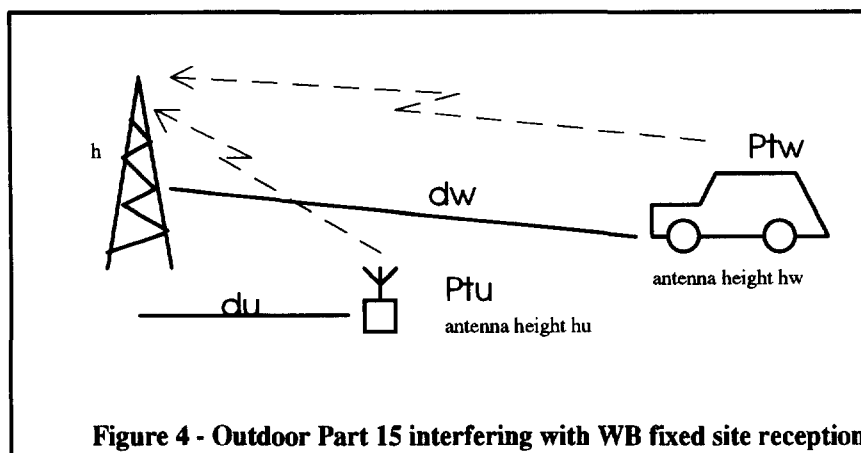 h
Ptw
dw
antenna height hw
Ptu
du
antenna height hu
Figure 4 - Outdoor Part 15 interfering with WB fixed site reception